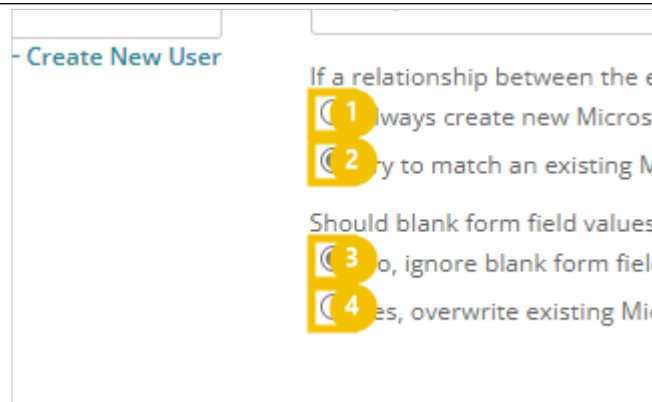 Create New User
If a relationship between the
1 lways create new Micros
2 ry to match an existing
Should blank form field values
3 o, ignore blank form fiel
4 es, overwrite existing Mic